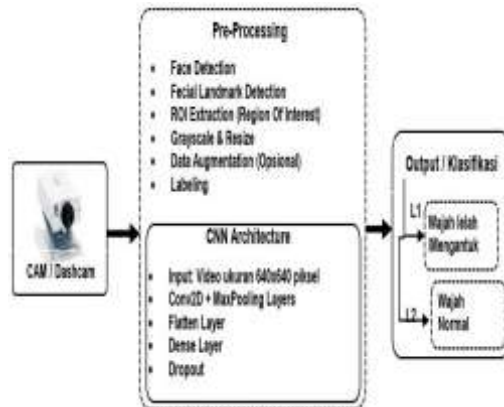 Pre-Processing
Face Detection
Fecial Landmark Detection
ROI Extraction (Region Of Interest)
Grayscale & Resize
Data Augmentation (Opsional)
Labeling
CAM / Dashcam
CNN Architecture
Input: Video ukuran 640x640 piksel
Conv2D + MaxPooling Layers
Flatten Layer
Dense Layer
Dropout
Output / Klasifikasi
L1
Wajah lelah
Mengantuk
L2
Wajah
Normal